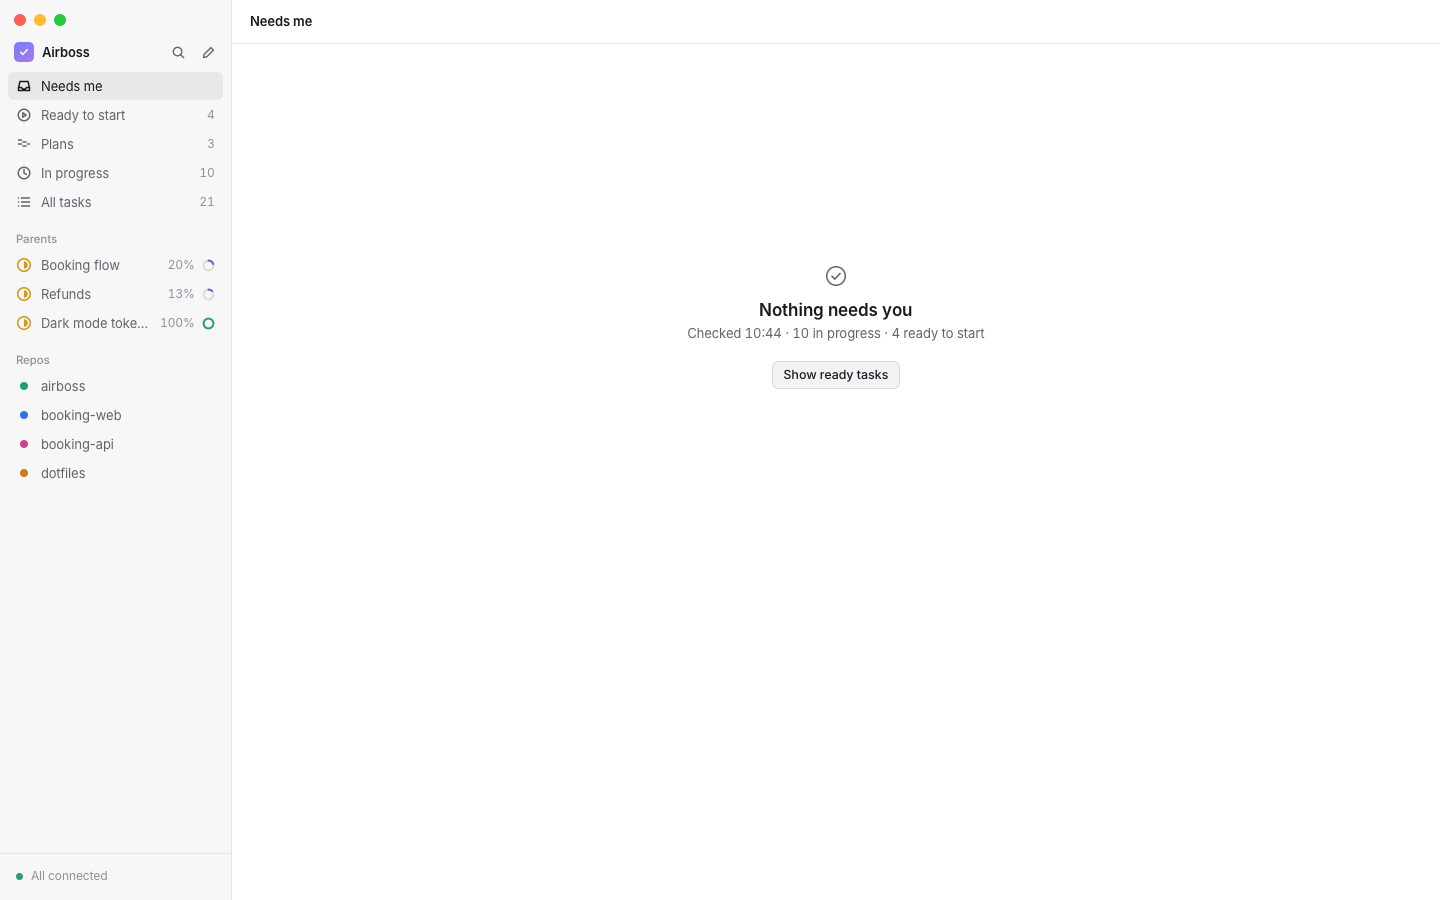 Needs me
Airboss
Needs me
Ready to start 4
Plans 3
In progress 10
All tasks 21
Parents
Booking flow 20%
Refunds 13%
Dark mode toke... 100%
Repos
airboss
booking-web
booking-api
dotfiles
All connected
Nothing needs you
Checked 10:44 · 10 in progress · 4 ready to start
Show ready tasks